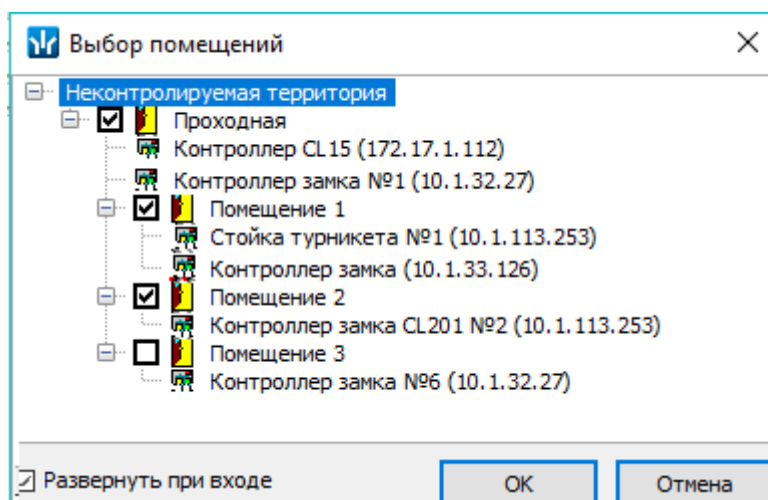 Выбор помещений
Неконтролируемая территория
Проходная
Контроллер CL15 (172.17.1.112)
Контроллер замка №1 (10.1.32.27)
Помещение 1
Стойка турникета №1 (10.1.113.253)
Контроллер замка (10.1.33.126)
Помещение 2
Контроллер замка CL201 №2 (10.1.113.253)
Помещение 3
Контроллер замка №6 (10.1.32.27)
Развернуть при входе
ОК
Отмена